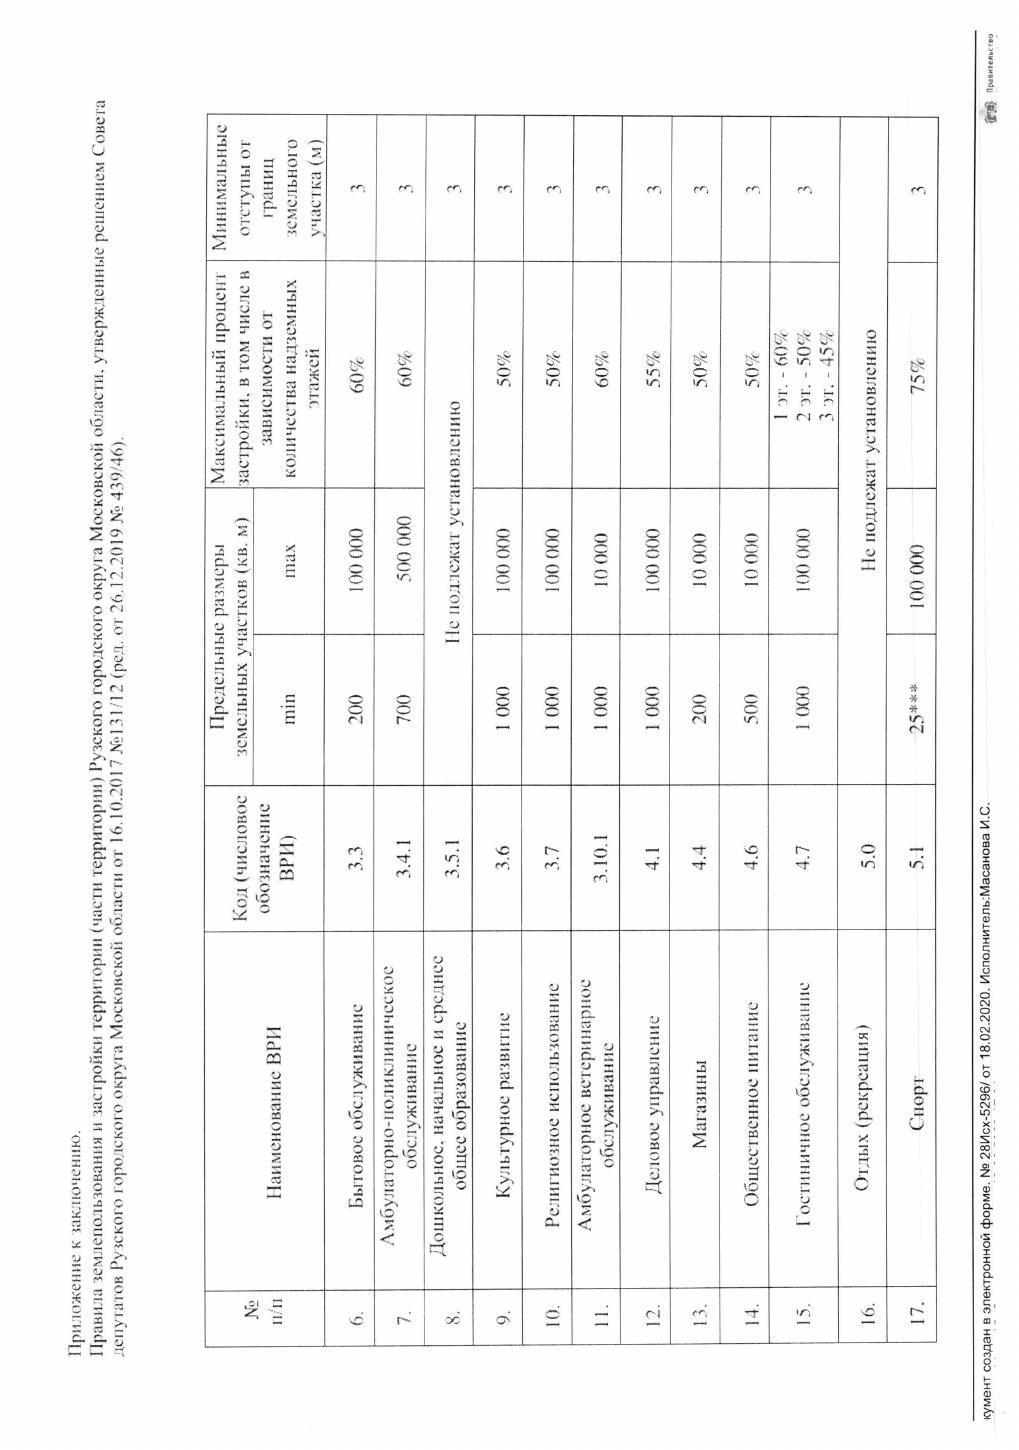 Приложение к заключению.
Правила землепользования и застройки территории (части территории) Рузского городского округа Московской области, утвержденные решением Совета
депутатов Рузского городского округа Московской области от 16.10.2017 №131/12 (ред. от 26.12.2019 № 439/46).
№ п/п | Наименование ВРИ | Код (числовое обозначение ВРИ) | Предельные размеры земельных участков (кв. м) | Максимальный процент застройки, в том числе в зависимости от количества надземных этажей | Минимальные отступы от границ земельного участка (м)
min | max
6. | Бытовое обслуживание | 3.3 | 200 | 100 000 | 60% | 3
7. | Амбулаторно-поликлиническое обслуживание | 3.4.1 | 700 | 500 000 | 60% | 3
8. | Дошкольное, начальное и среднее общее образование | 3.5.1 | Не подлежат установлению | 3
9. | Культурное развитие | 3.6 | 1 000 | 100 000 | 50% | 3
10. | Религиозное использование | 3.7 | 1 000 | 100 000 | 50% | 3
11. | Амбулаторное ветеринарное обслуживание | 3.10.1 | 1 000 | 10 000 | 60% | 3
12. | Деловое управление | 4.1 | 1 000 | 100 000 | 55% | 3
13. | Магазины | 4.4 | 200 | 10 000 | 50% | 3
14. | Общественное питание | 4.6 | 500 | 10 000 | 50% | 3
15. | Гостиничное обслуживание | 4.7 | 1 000 | 100 000 | 1 эт. - 60% 2 эт. - 50% 3 эт. - 45% | 3
16. | Отдых (рекреация) | 5.0 | Не подлежат установлению
17. | Спорт | 5.1 | 25*** | 100 000 | 75% | 3
кумент создан в электронной форме. № 28Исх-5296/ от 18.02.2020. Исполнитель:Масанова И.С.
Правительство